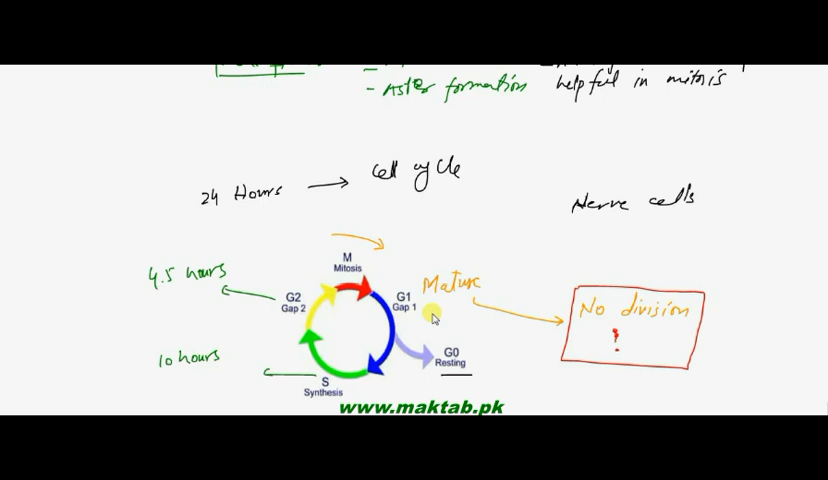 - Aster formation
helpful in mitosis
24 Hours → Cell cycle
Nerve cells
4.5 hours
M
Mitosis
G2
Gap 2
G1
Gap 1
Mature
No division
!
10 hours
G0
Resting
S
Synthesis
www.maktab.pk